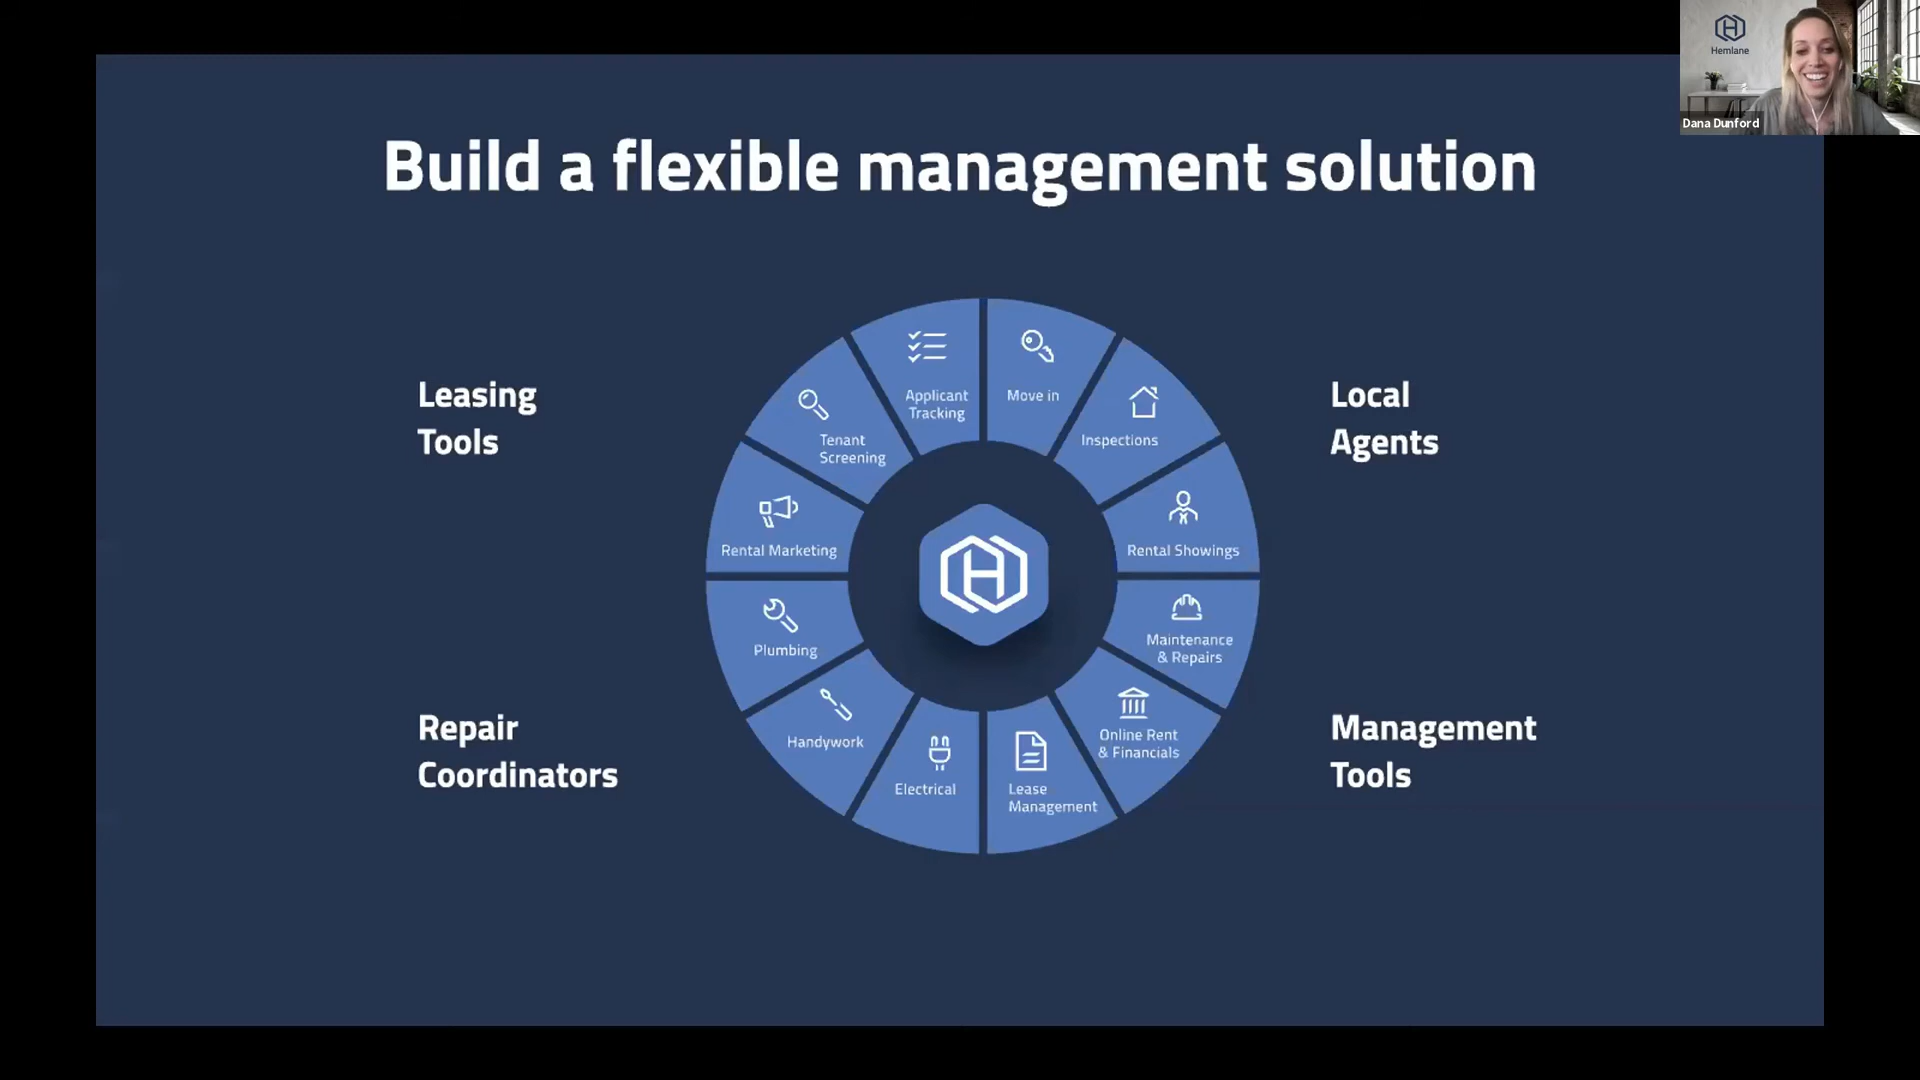 Hemlane
Dana Dunford
Build a flexible management solution
Leasing
Tools
Local
Agents
Applicant
Tracking
Move in
Tenant
Screening
Inspections
Rental Marketing
Rental Showings
Plumbing
Maintenance
& Repairs
Handywork
Online Rent
& Financials
Electrical
Lease
Management
H
Repair
Coordinators
Management
Tools